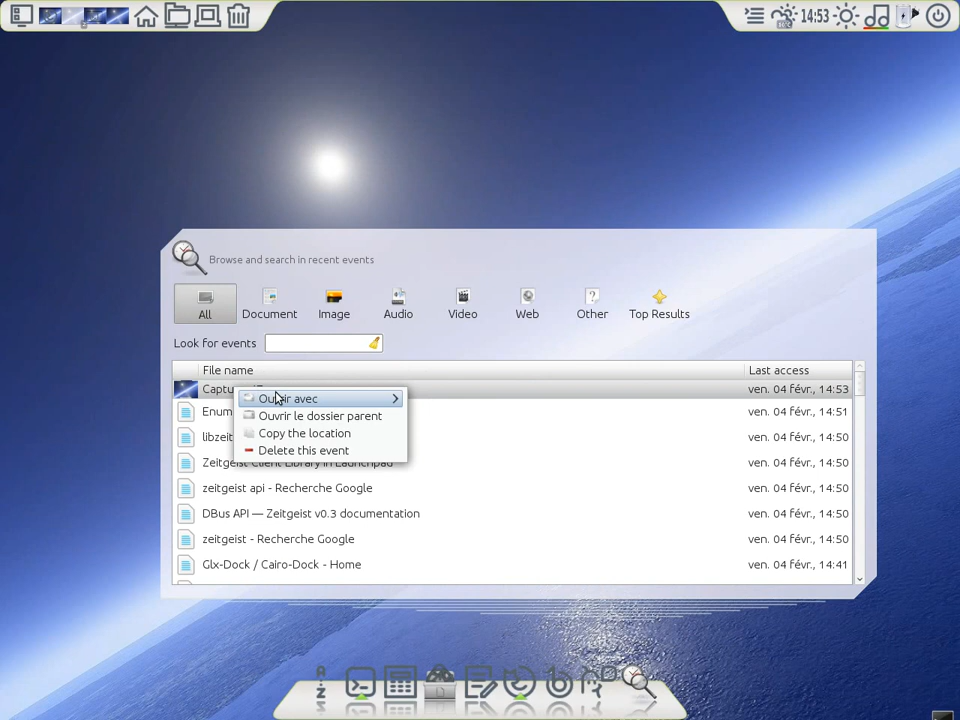 14:53
Browse and search in recent events
All Document Image Audio Video Web Other Top Results
Look for events
File name Last access
Captu ven. 04 févr., 14:53
Ouvrir avec
Ouvrir le dossier parent
Copy the location
Delete this event
Enum ven. 04 févr., 14:51
libzeit ven. 04 févr., 14:50
Zeitgeist Client Library in Launchpad ven. 04 févr., 14:50
zeitgeist api - Recherche Google ven. 04 févr., 14:50
DBus API — Zeitgeist v0.3 documentation ven. 04 févr., 14:50
zeitgeist - Recherche Google ven. 04 févr., 14:50
Glx-Dock / Cairo-Dock - Home ven. 04 févr., 14:41